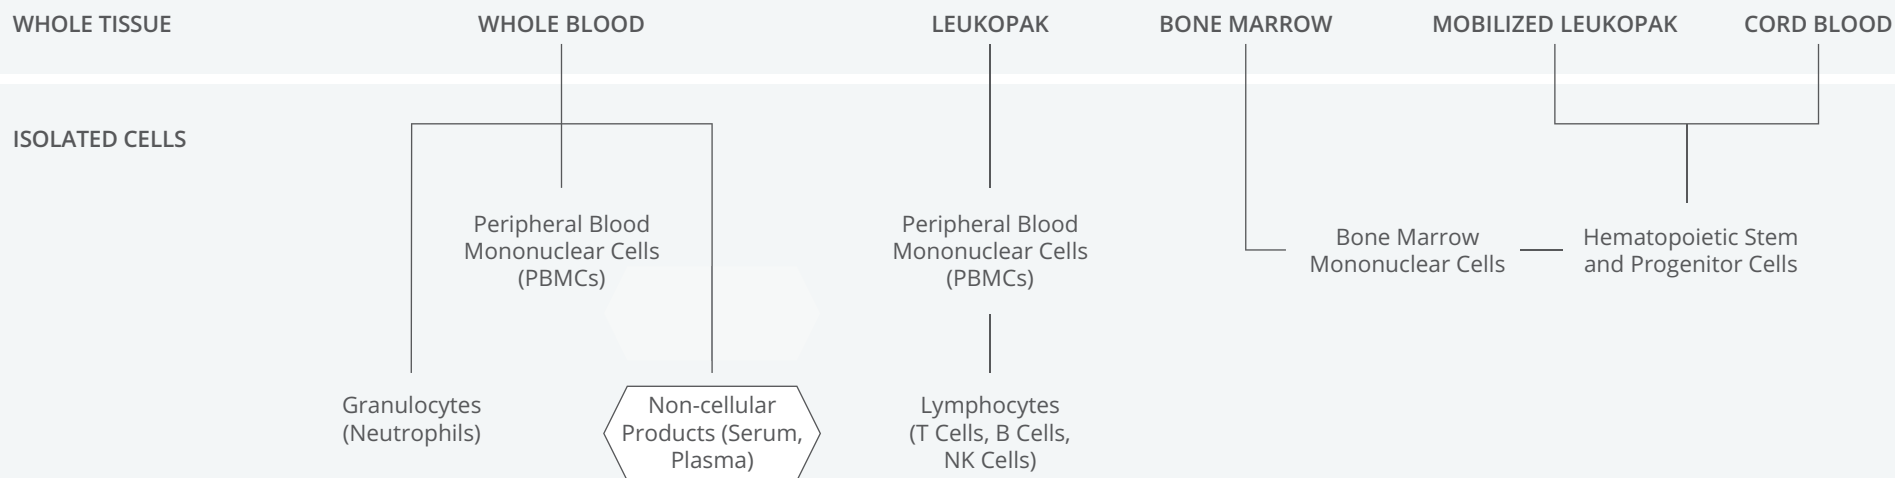 WHOLE TISSUE
WHOLE BLOOD
LEUKOPAK
BONE MARROW
MOBILIZED LEUKOPAK
CORD BLOOD
ISOLATED CELLS
Peripheral Blood
Mononuclear Cells
(PBMCs)
Peripheral Blood
Mononuclear Cells
(PBMCs)
Bone Marrow
Mononuclear Cells
Hematopoietic Stem
and Progenitor Cells
Granulocytes
(Neutrophils)
Non-cellular
Products (Serum,
Plasma)
Lymphocytes
(T Cells, B Cells,
NK Cells)